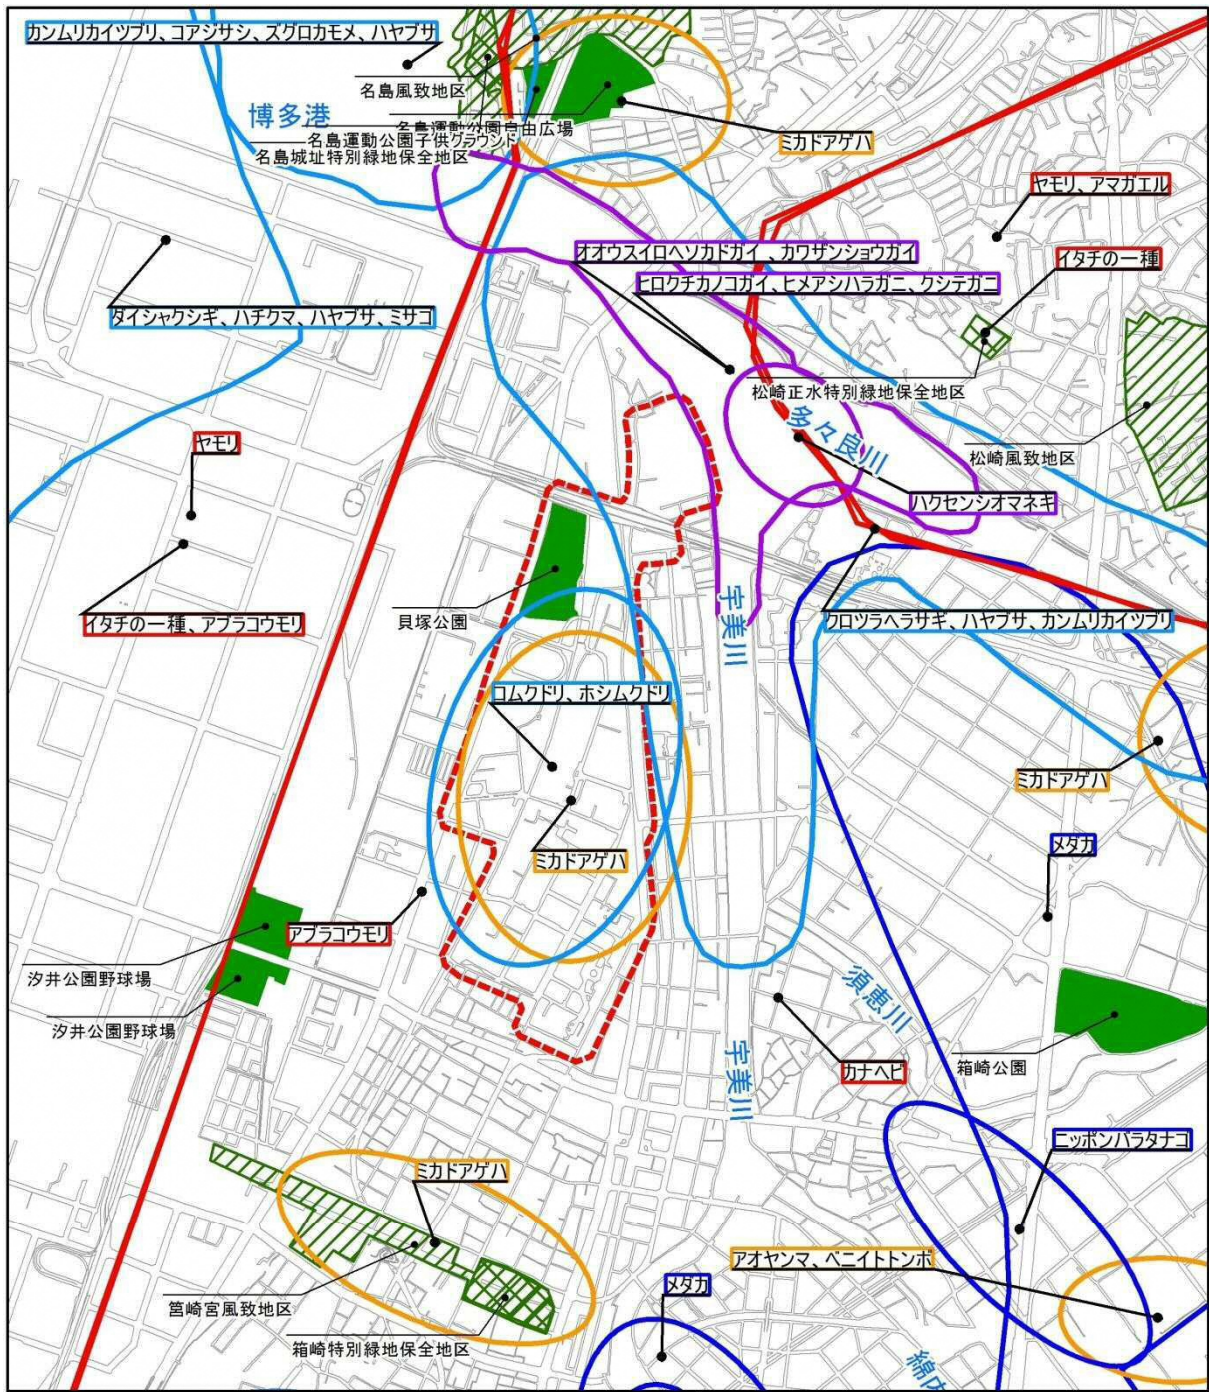 カンムリカイツブリ、コアジサシ、ズグロカモメ、ハヤブサ
名島風致地区
博多港
名島運動公園自由広場
名島運動公園子供グラウンド
名島城址特別緑地保全地区
ミカドアゲハ
ヤモリ、アマガエル
オオウスイロヘソカドガイ 、カワザンショウガイ
イタチの一種
ヒロクチカノコガイ、ヒメアシハラガニ、クシテガニ
ダイシャクシギ、ハチクマ、ハヤブサ、ミサゴ
松崎正水特別緑地保全地区
多々良川
松崎風致地区
ヤモリ
ハクセンシオマネキ
イタチの一種、アブラコウモリ
貝塚公園
宇美川
クロツラヘラサギ、ハヤブサ、カンムリカイツブリ
コムクドリ、ホシムクドリ
ミカドアゲハ
ミカドアゲハ
メダカ
アブラコウモリ
汐井公園野球場
汐井公園野球場
須恵川
宇美川
カナヘビ
箱崎公園
ニッポンバラタナゴ
ミカドアゲハ
アオヤンマ、ベニイトトンボ
メダカ
筥崎宮風致地区
箱崎特別緑地保全地区
綿内